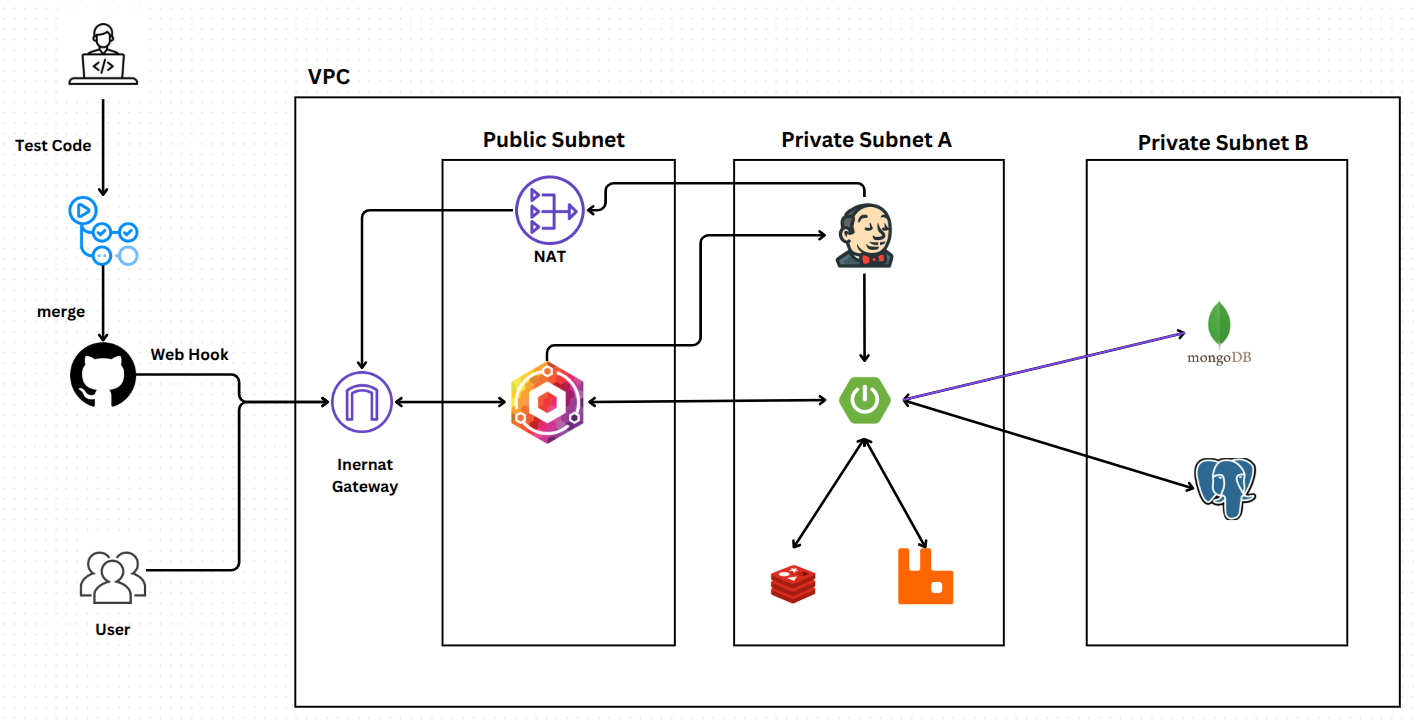 VPC
Public Subnet
Private Subnet A
Private Subnet B
Test Code
</>
NAT
merge
Web Hook
mongoDB
Inernat
Gateway
User